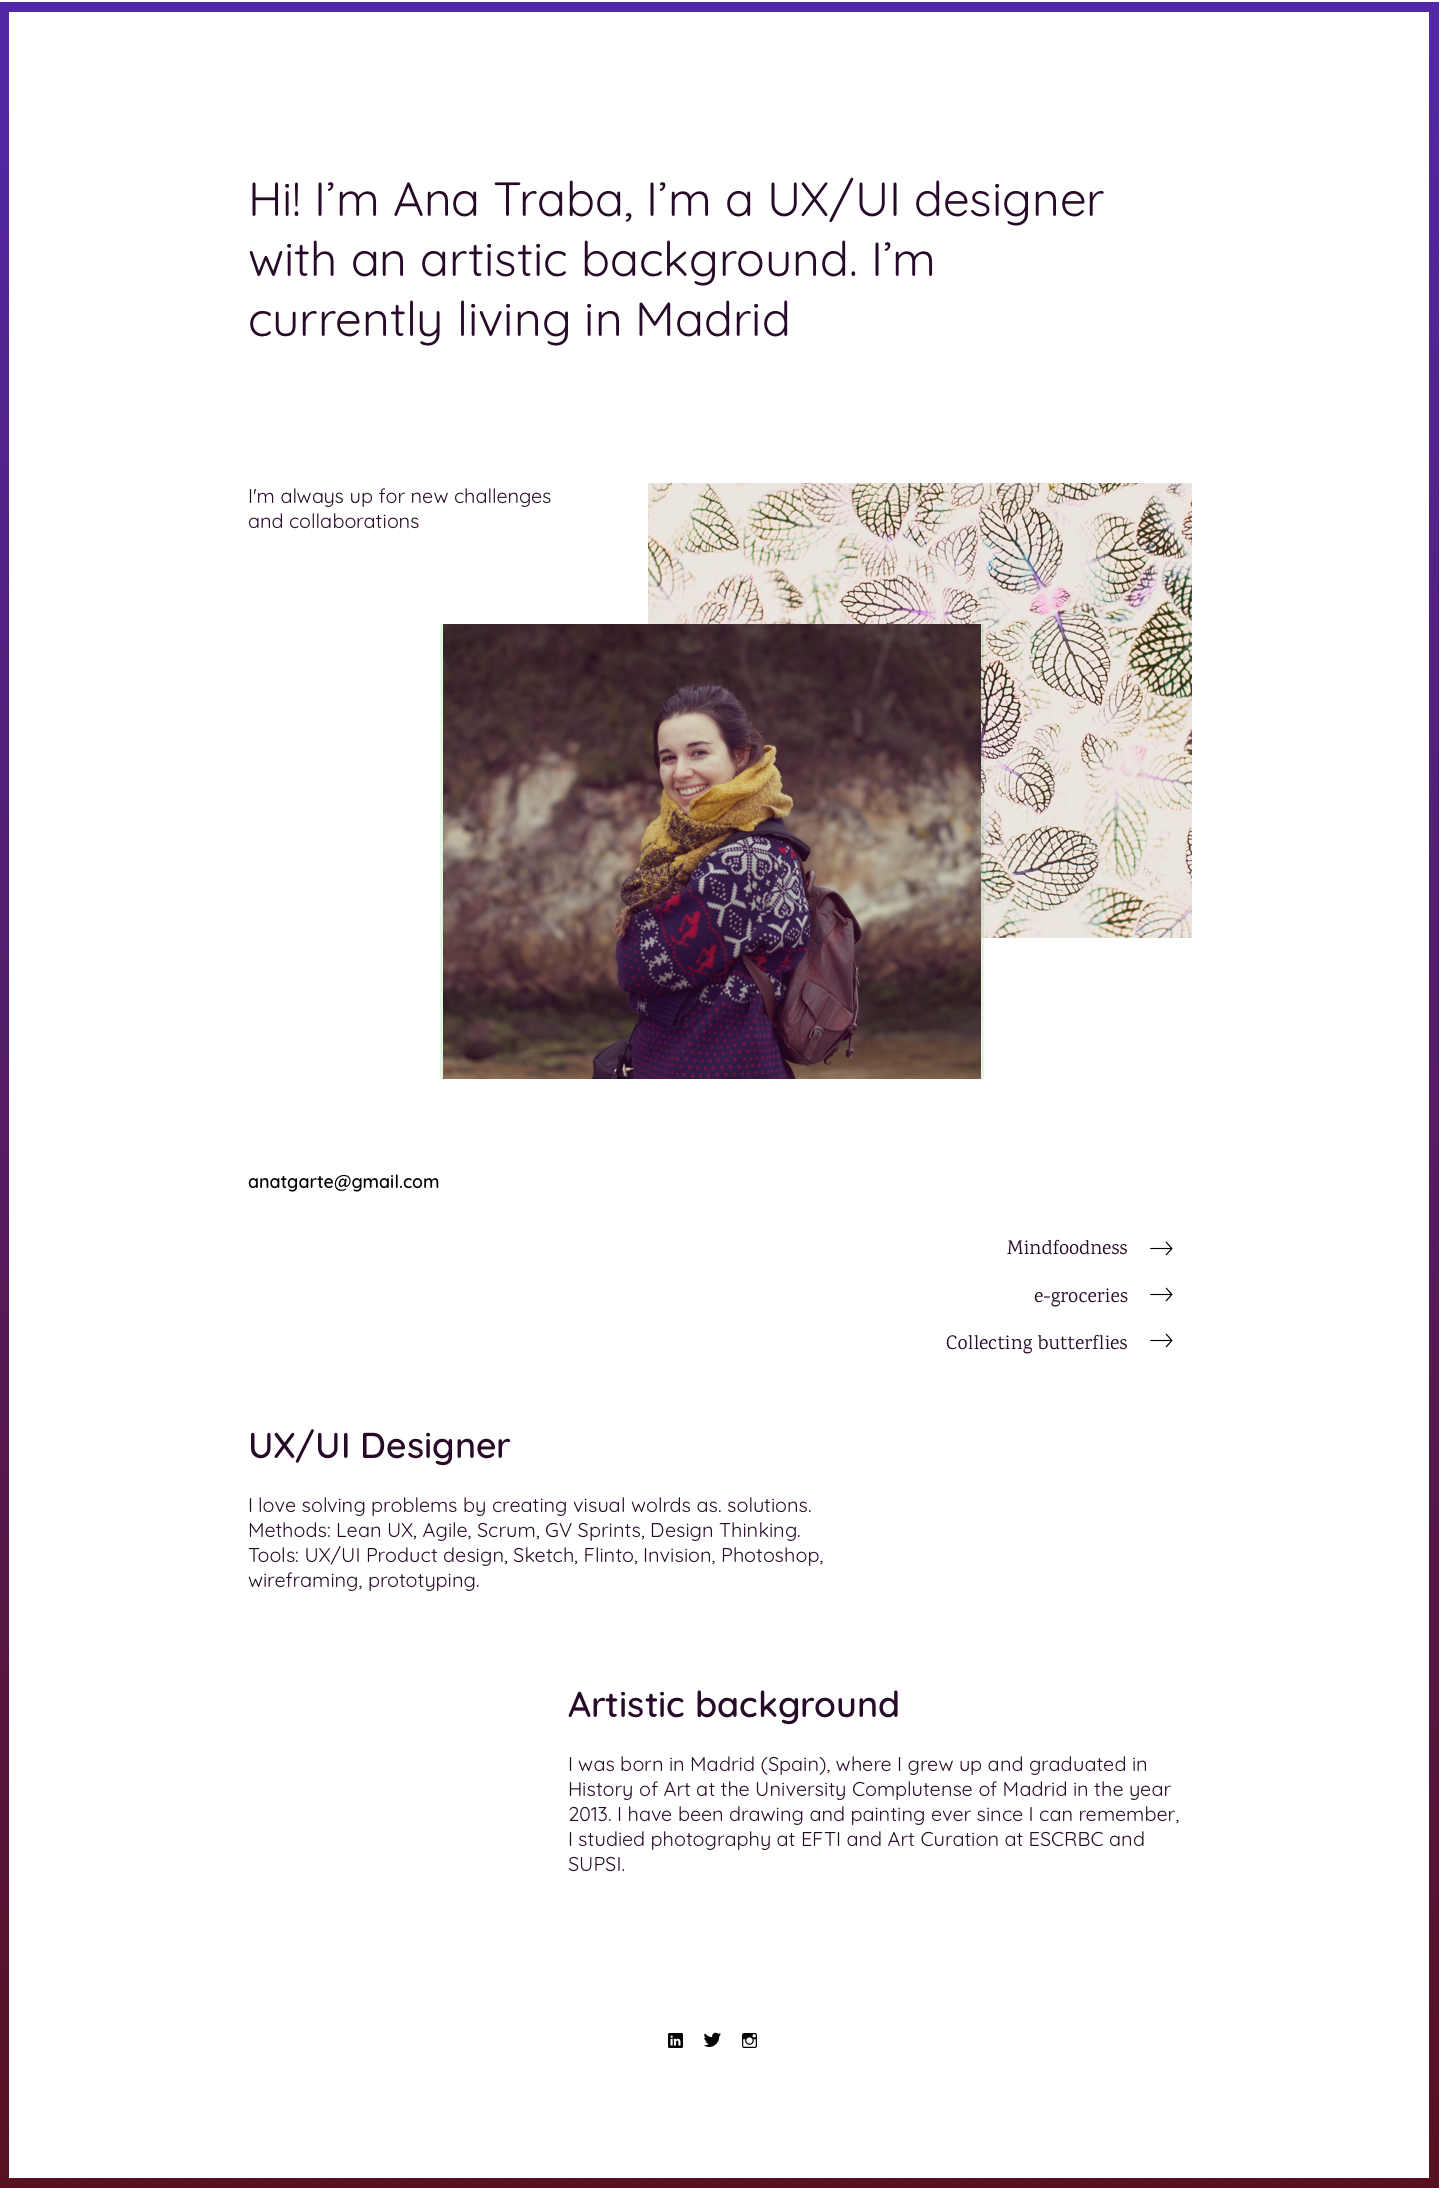 Hi! I’m Ana Traba, I’m a UX/UI designer
with an artistic background. I’m
currently living in Madrid
I'm always up for new challenges
and collaborations
anatgarte@gmail.com
Mindfoodness
e-groceries
Collecting butterflies
UX/UI Designer
I love solving problems by creating visual wolrds as. solutions.
Methods: Lean UX, Agile, Scrum, GV Sprints, Design Thinking.
Tools: UX/UI Product design, Sketch, Flinto, Invision, Photoshop,
wireframing, prototyping.
Artistic background
I was born in Madrid (Spain), where I grew up and graduated in
History of Art at the University Complutense of Madrid in the year
2013. I have been drawing and painting ever since I can remember,
I studied photography at EFTI and Art Curation at ESCRBC and
SUPSI.